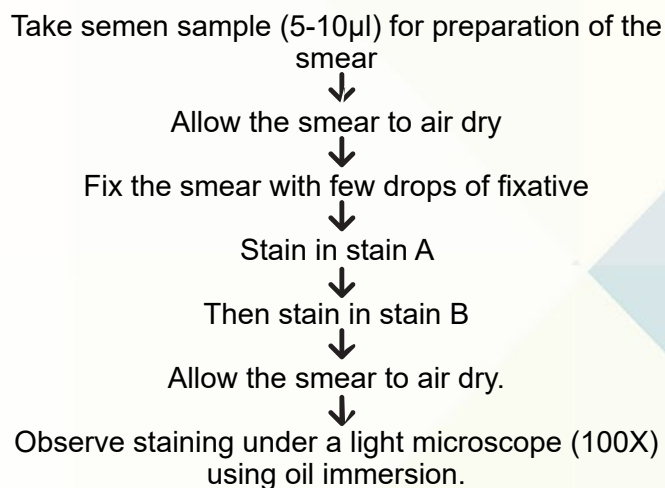 Take semen sample (5-10µl) for preparation of the
smear
Allow the smear to air dry
Fix the smear with few drops of fixative
Stain in stain A
Then stain in stain B
Allow the smear to air dry.
Observe staining under a light microscope (100X)
using oil immersion.